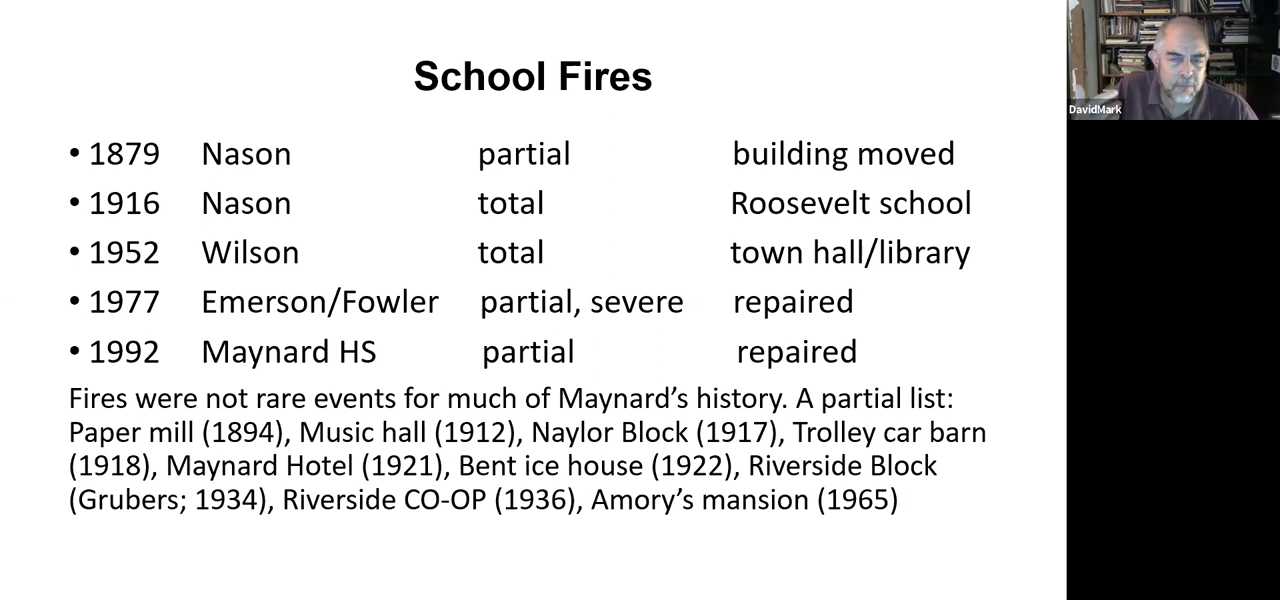 School Fires
• 1879 Nason partial building moved
• 1916 Nason total Roosevelt school
• 1952 Wilson total town hall/library
• 1977 Emerson/Fowler partial, severe repaired
• 1992 Maynard HS partial repaired
Fires were not rare events for much of Maynard’s history. A partial list:
Paper mill (1894), Music hall (1912), Naylor Block (1917), Trolley car barn
(1918), Maynard Hotel (1921), Bent ice house (1922), Riverside Block
(Grubers; 1934), Riverside CO-OP (1936), Amory’s mansion (1965)
DavidMark